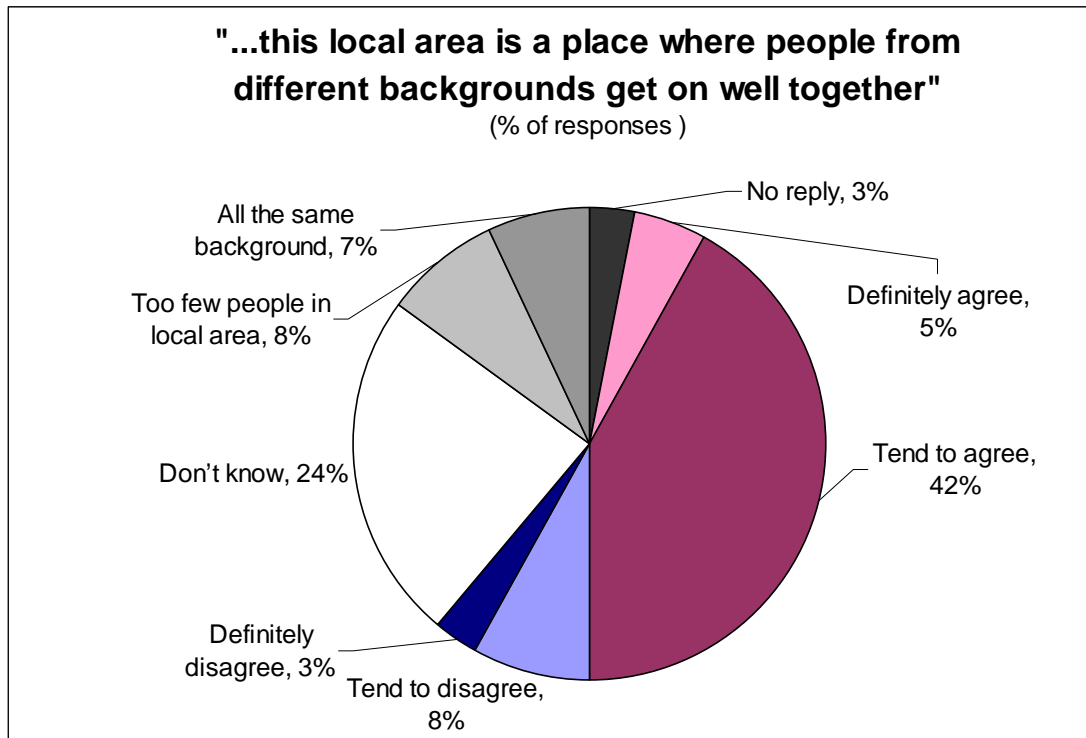 "...this local area is a place where people from
different backgrounds get on well together"
(% of responses )
No reply, 3%
Definitely agree,
5%
Tend to agree,
42%
Tend to disagree,
8%
Definitely
disagree, 3%
Don’t know, 24%
Too few people in
local area, 8%
All the same
background, 7%